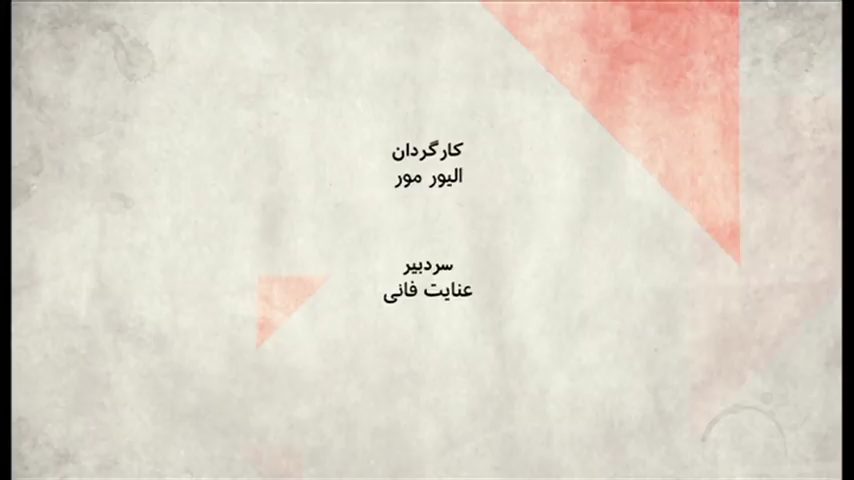 کارگردان
الیور مور
سردبیر
عنایت فانی